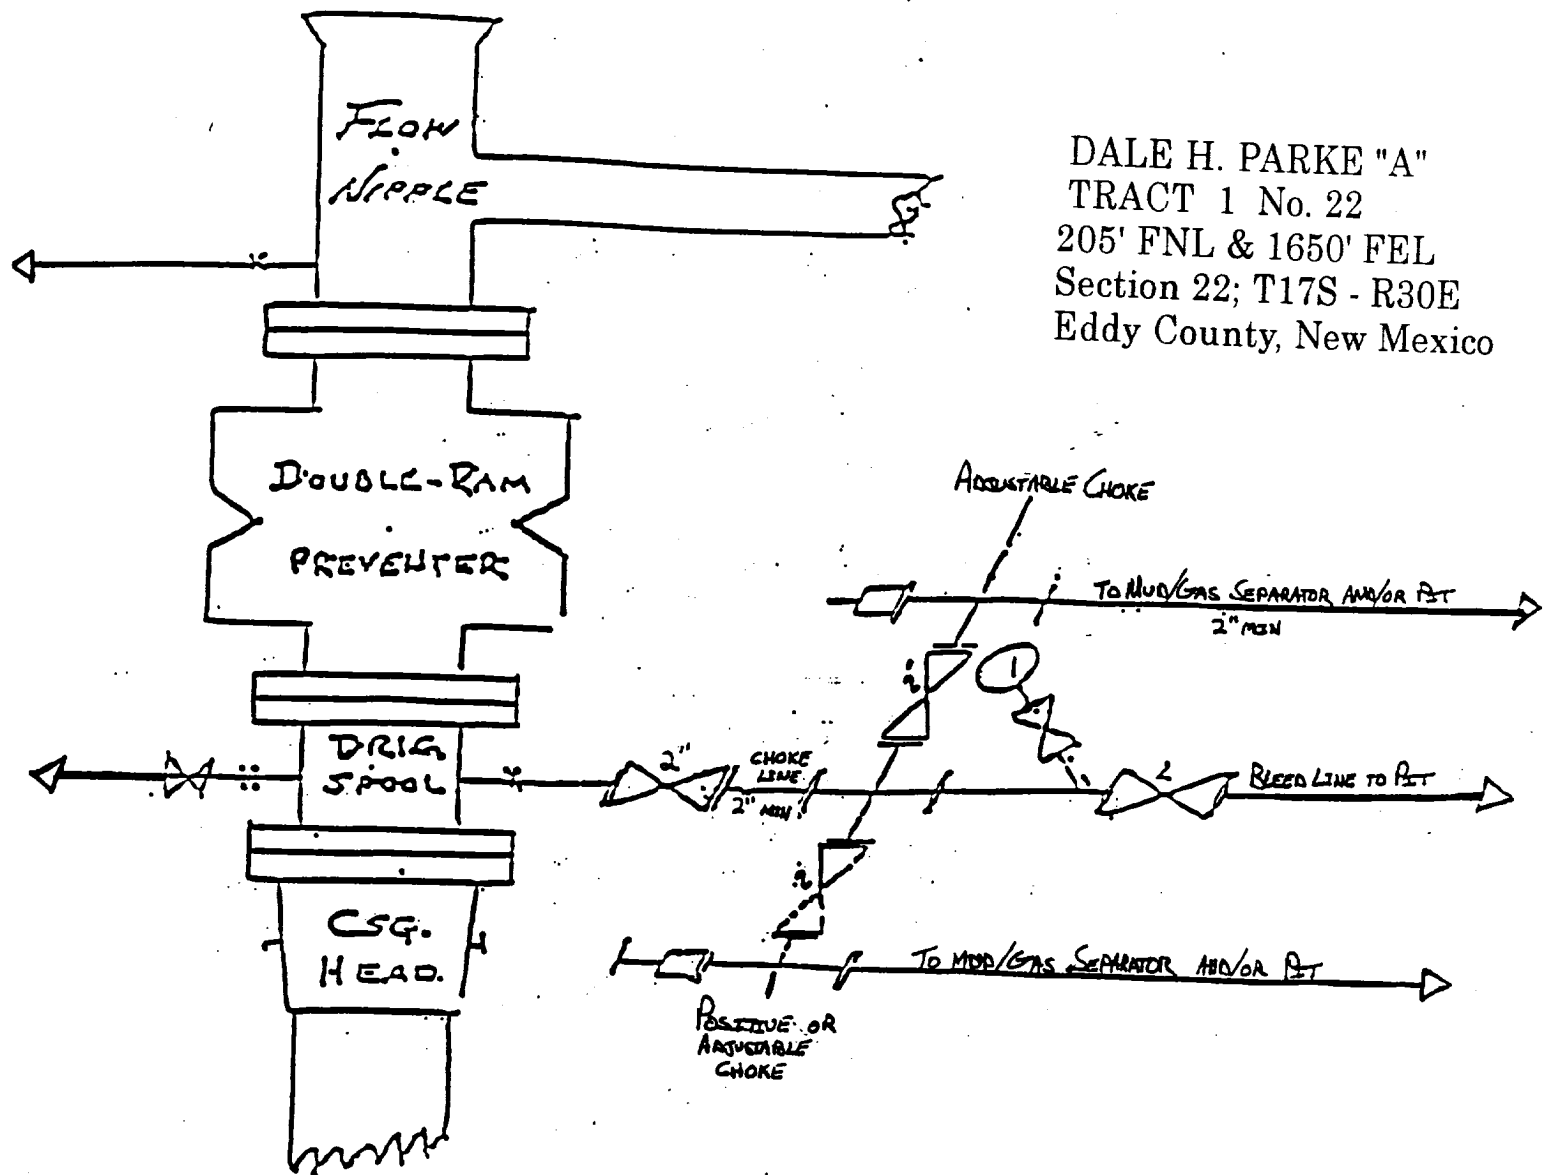 FLOW
NIPPLE
DALE H. PARKE "A"
TRACT 1 No. 22
205' FNL & 1650' FEL
Section 22; T17S - R30E
Eddy County, New Mexico
DOUBLE-RAM
PREVENTER
ADJUSTABLE CHOKE
TO MUD/GAS SEPARATOR AND/OR PIT
2" MIN
2
1
DRLG
SPOOL
2"
CHOKE
LINE
2" MIN
2
BLEED LINE TO PIT
2
CSG.
HEAD.
TO MUD/GAS SEPARATOR AND/OR PIT
POSITIVE OR
ADJUSTABLE
CHOKE